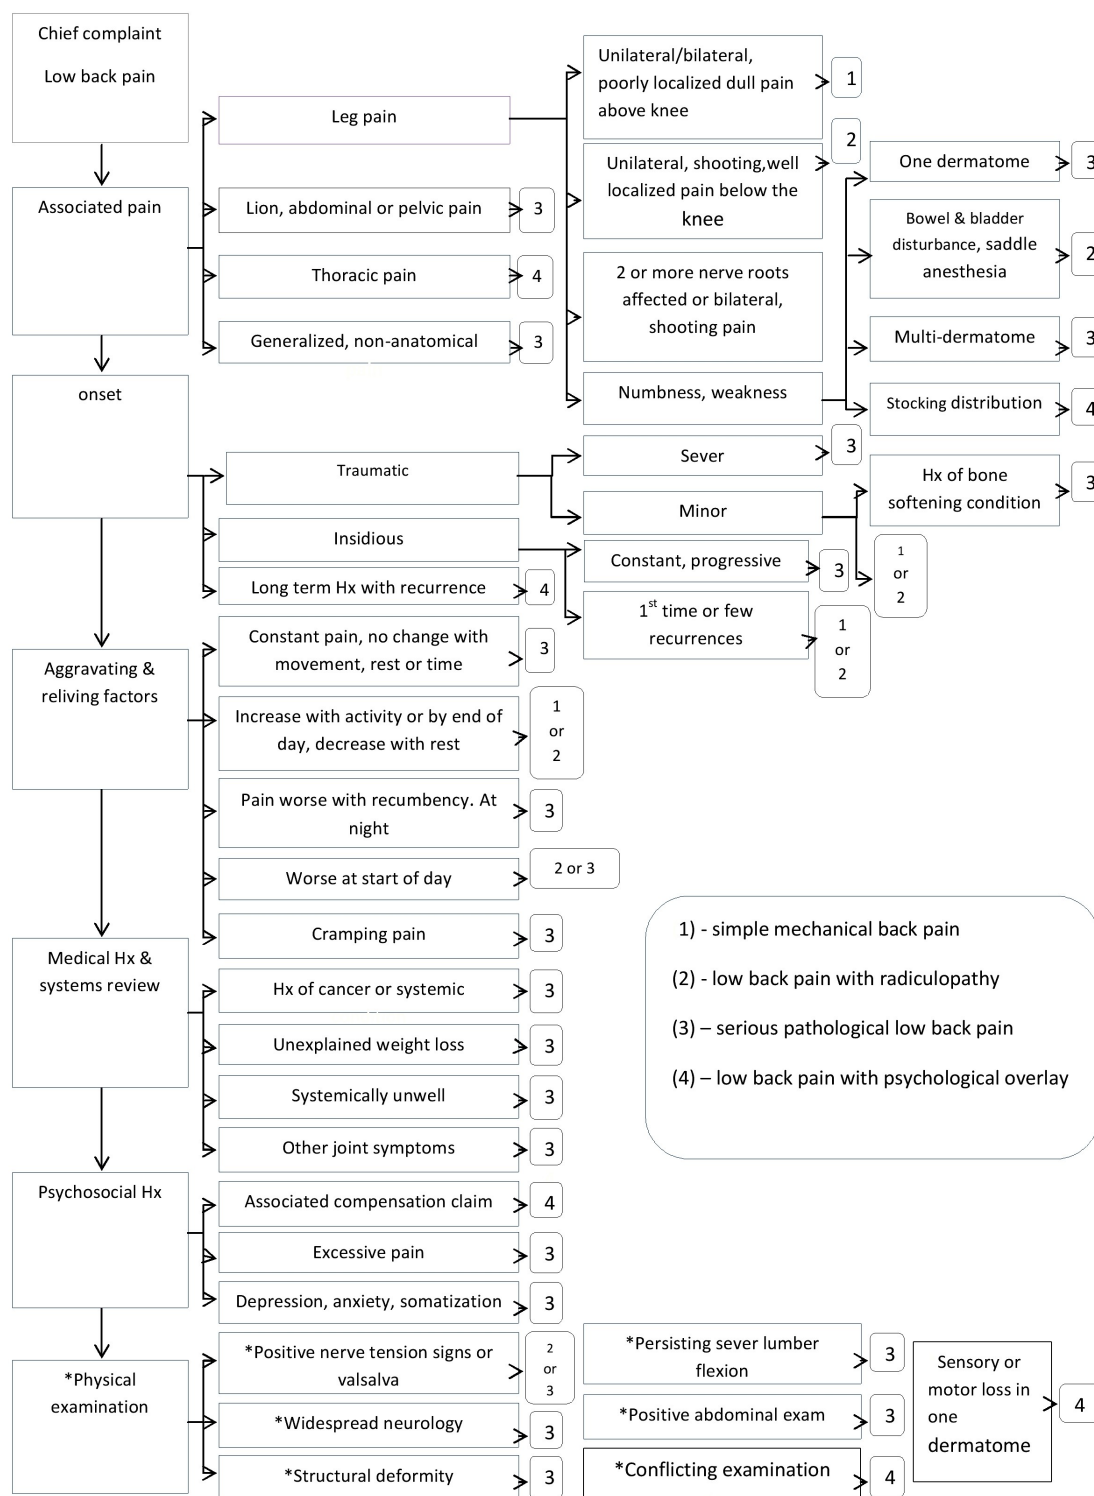 Chief complaint
Low back pain
Associated pain
Leg pain
Unilateral/bilateral,
poorly localized dull pain
above knee
1
Unilateral, shooting,well
localized pain below the
knee
2
2 or more nerve roots
affected or bilateral,
shooting pain
Numbness, weakness
One dermatome
3
Bowel & bladder
disturbance, saddle
anesthesia
2
Multi-dermatome
3
Stocking distribution
4
Lion, abdominal or pelvic pain
3
Thoracic pain
4
Generalized, non-anatomical
3
onset
Traumatic
Sever
3
Minor
Hx of bone
softening condition
3
1
or
2
Insidious
Constant, progressive
3
1st time or few
recurrences
1
or
2
Long term Hx with recurrence
4
Aggravating &
reliving factors
Constant pain, no change with
movement, rest or time
3
Increase with activity or by end of
day, decrease with rest
1
or
2
Pain worse with recumbency. At
night
3
Worse at start of day
2 or 3
Cramping pain
3
Medical Hx &
systems review
Hx of cancer or systemic
3
Unexplained weight loss
3
Systemically unwell
3
Other joint symptoms
3
1) - simple mechanical back pain
(2) - low back pain with radiculopathy
(3) – serious pathological low back pain
(4) – low back pain with psychological overlay
Psychosocial Hx
Associated compensation claim
4
Excessive pain
3
Depression, anxiety, somatization
3
*Physical
examination
*Positive nerve tension signs or
valsalva
2
or
3
*Widespread neurology
3
*Structural deformity
3
*Persisting sever lumber
flexion
3
*Positive abdominal exam
3
*Conflicting examination
4
Sensory or
motor loss in
one
dermatome
4